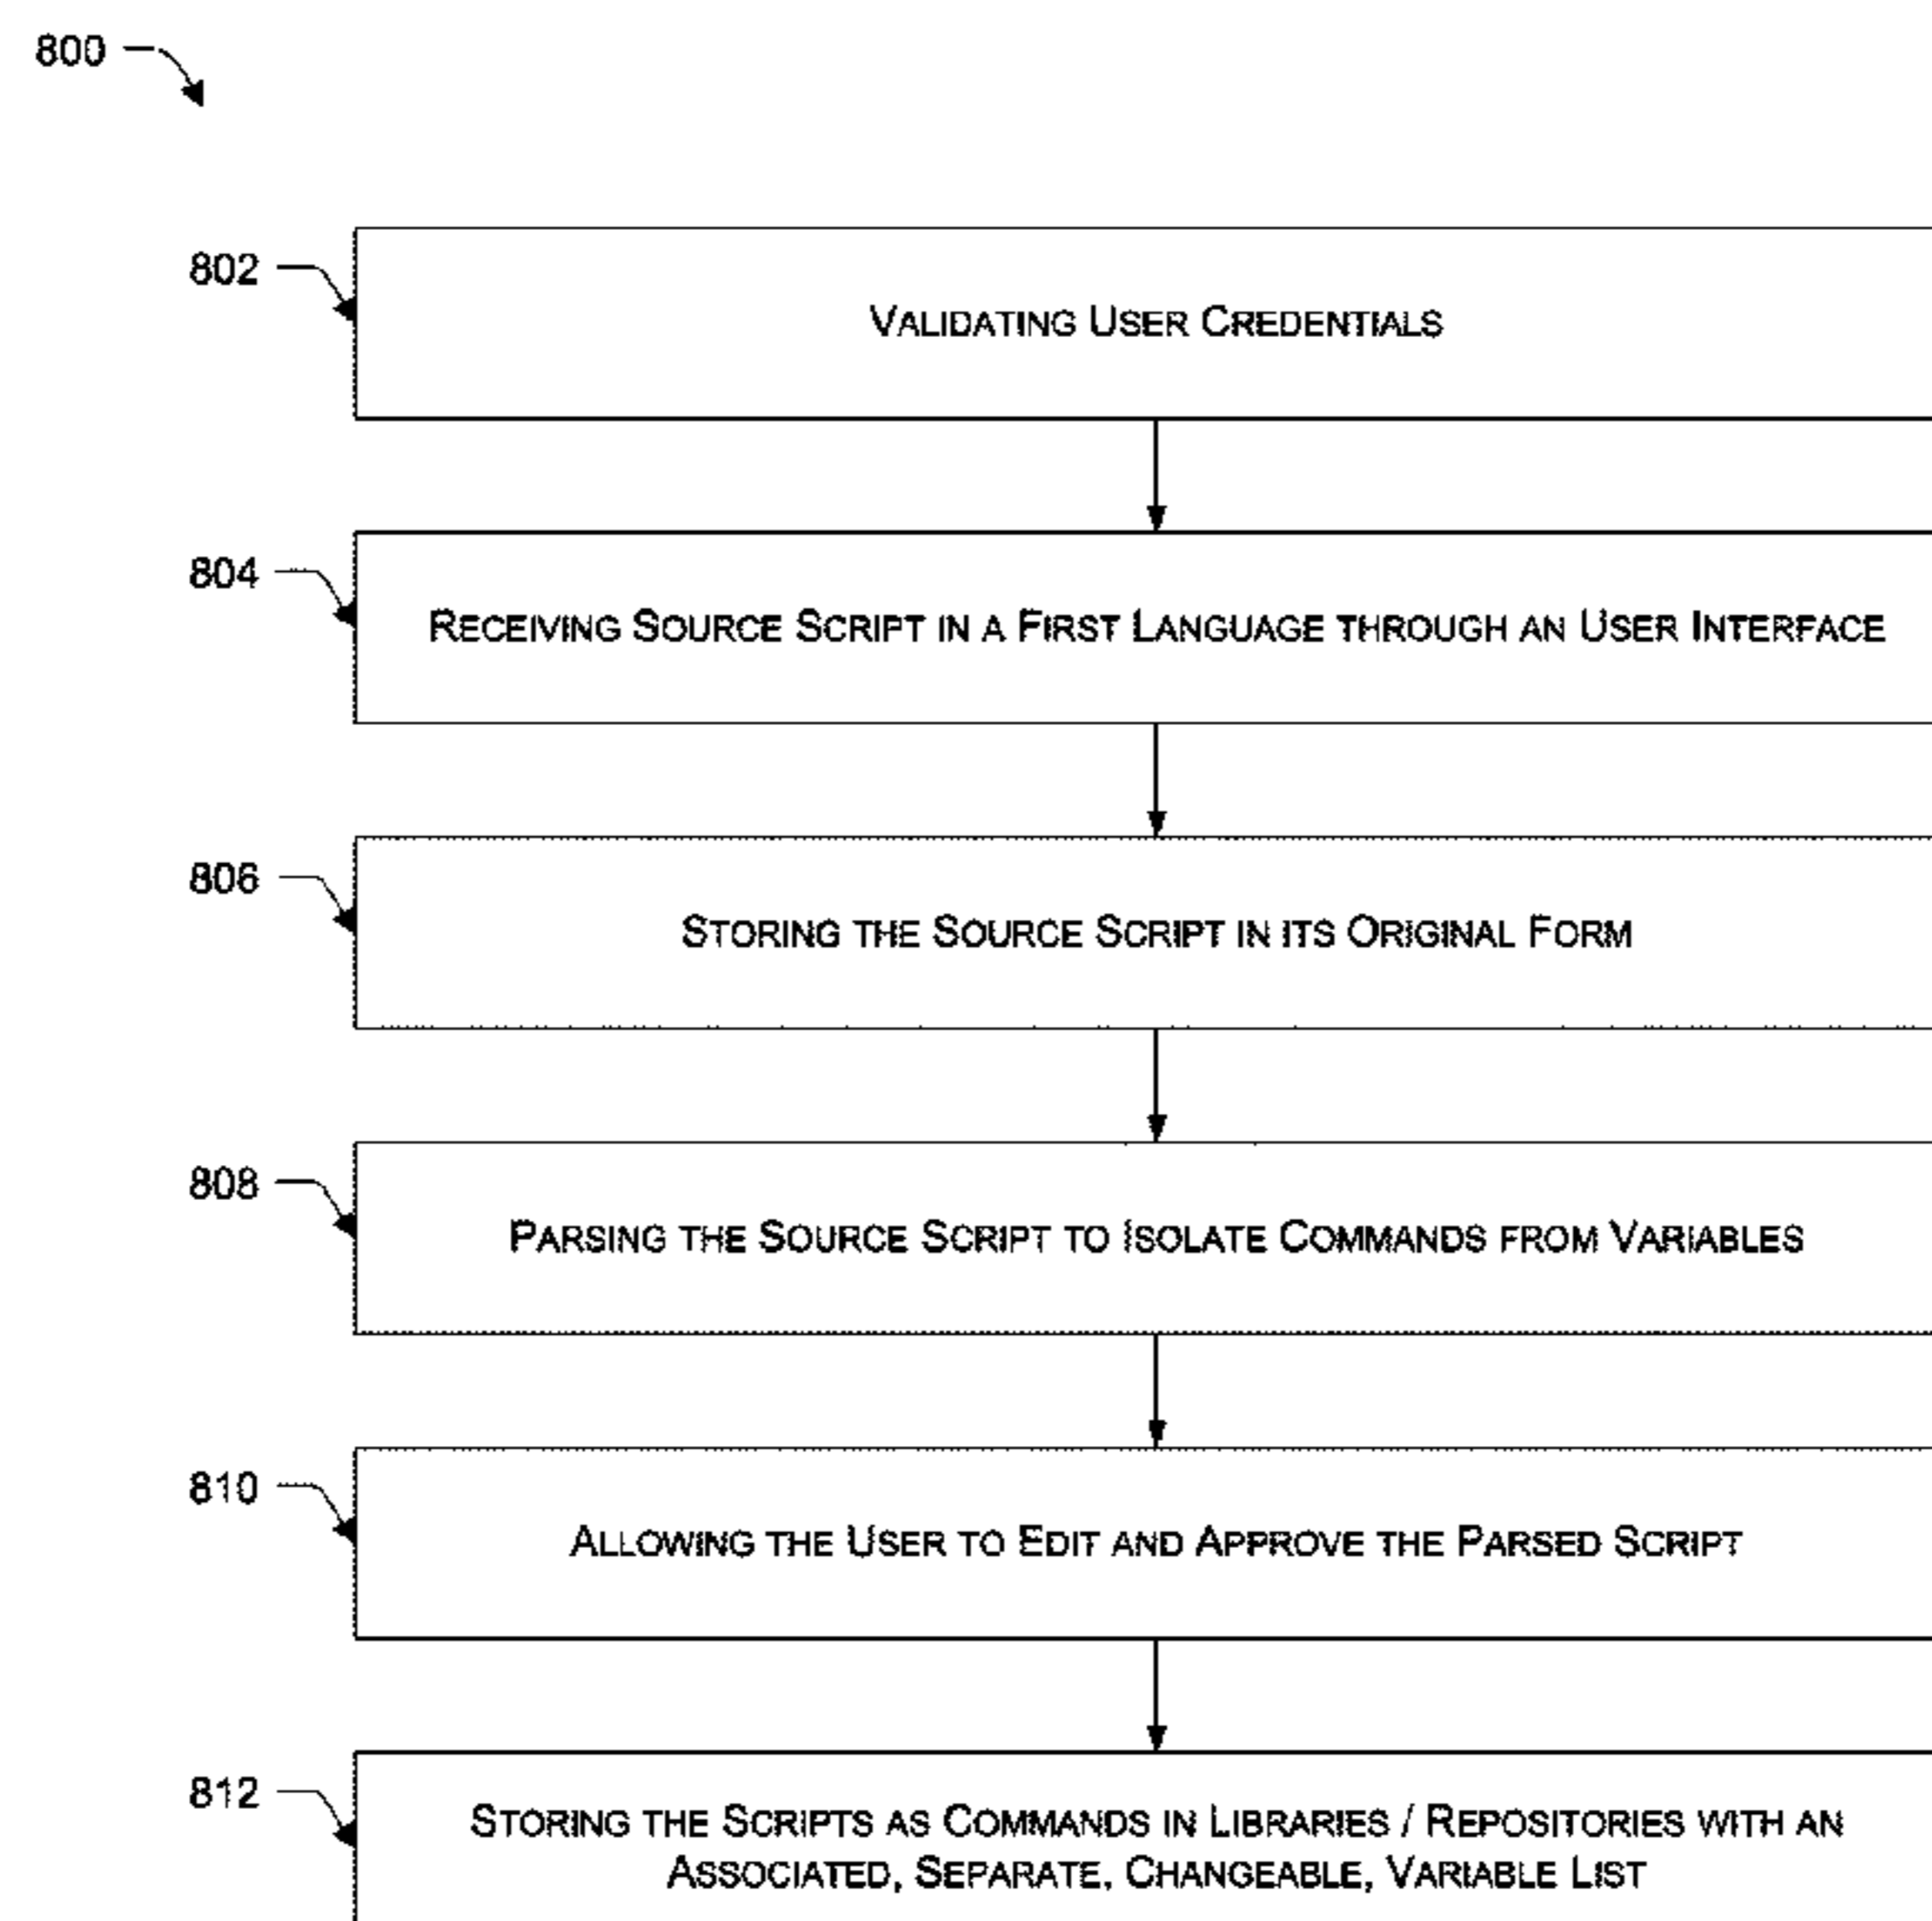 800
802
VALIDATING USER CREDENTIALS
804
RECEIVING SOURCE SCRIPT IN A FIRST LANGUAGE THROUGH AN USER INTERFACE
806
STORING THE SOURCE SCRIPT IN ITS ORIGINAL FORM
808
PARSING THE SOURCE SCRIPT TO ISOLATE COMMANDS FROM VARIABLES
810
ALLOWING THE USER TO EDIT AND APPROVE THE PARSED SCRIPT
812
STORING THE SCRIPTS AS COMMANDS IN LIBRARIES / REPOSITORIES WITH AN
ASSOCIATED, SEPARATE, CHANGEABLE, VARIABLE LIST